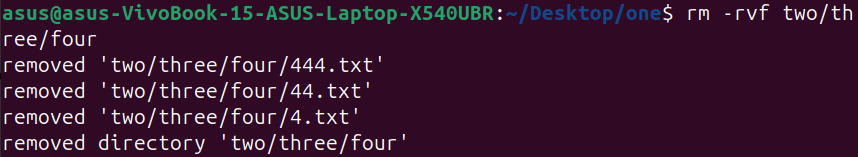 asus@asus-VivoBook-15-ASUS-Laptop-X540UBR:~/Desktop/one$ rm -rvf two/th
ree/four
removed 'two/three/four/444.txt'
removed 'two/three/four/44.txt'
removed 'two/three/four/4.txt'
removed directory 'two/three/four'